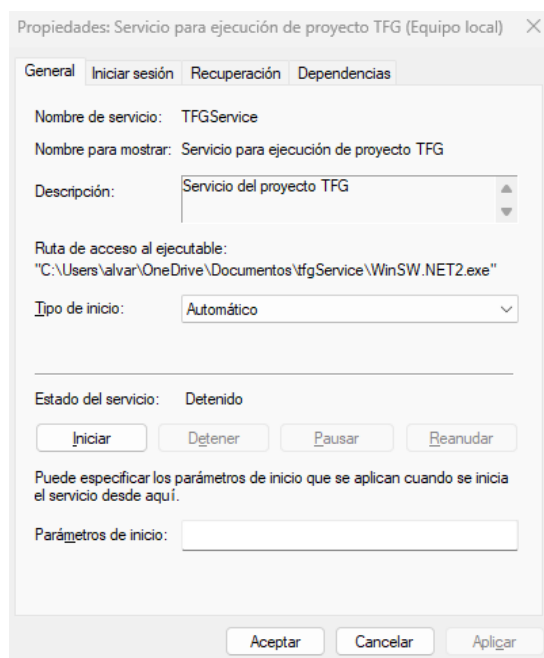 Propiedades: Servicio para ejecución de proyecto TFG (Equipo local)
General Iniciar sesión Recuperación Dependencias
Nombre de servicio: TFGService
Nombre para mostrar: Servicio para ejecución de proyecto TFG
Descripción: Servicio del proyecto TFG
Ruta de acceso al ejecutable:
"C:\Users\alvar\OneDrive\Documentos\tfgService\WinSW.NET2.exe"
Tipo de inicio: Automático
Estado del servicio: Detenido
Iniciar Detener Pausar Reanudar
Puede especificar los parámetros de inicio que se aplican cuando se inicia
el servicio desde aquí.
Parámetros de inicio:
Aceptar Cancelar Aplicar